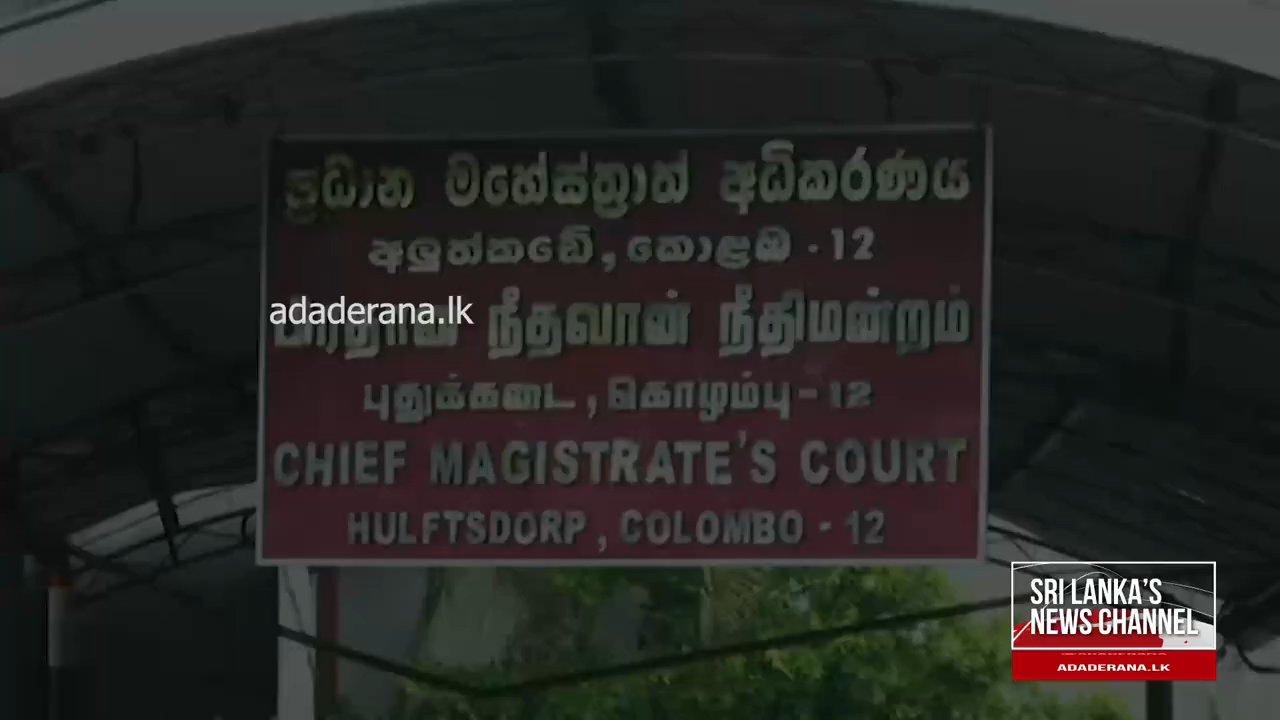 ප්‍රධාන මහේස්ත්‍රාත් අධිකරණය
අලුත්කඩේ, කොළඹ - 12
adaderana.lk
நீதவான் நீதிமன்றம்
புதுக்கடை, கொழம்பு - 12
CHIEF MAGISTRATE'S COURT
HULFTSDORP, COLOMBO - 12
SRI LANKA'S
NEWS CHANNEL
ADADERANA.LK